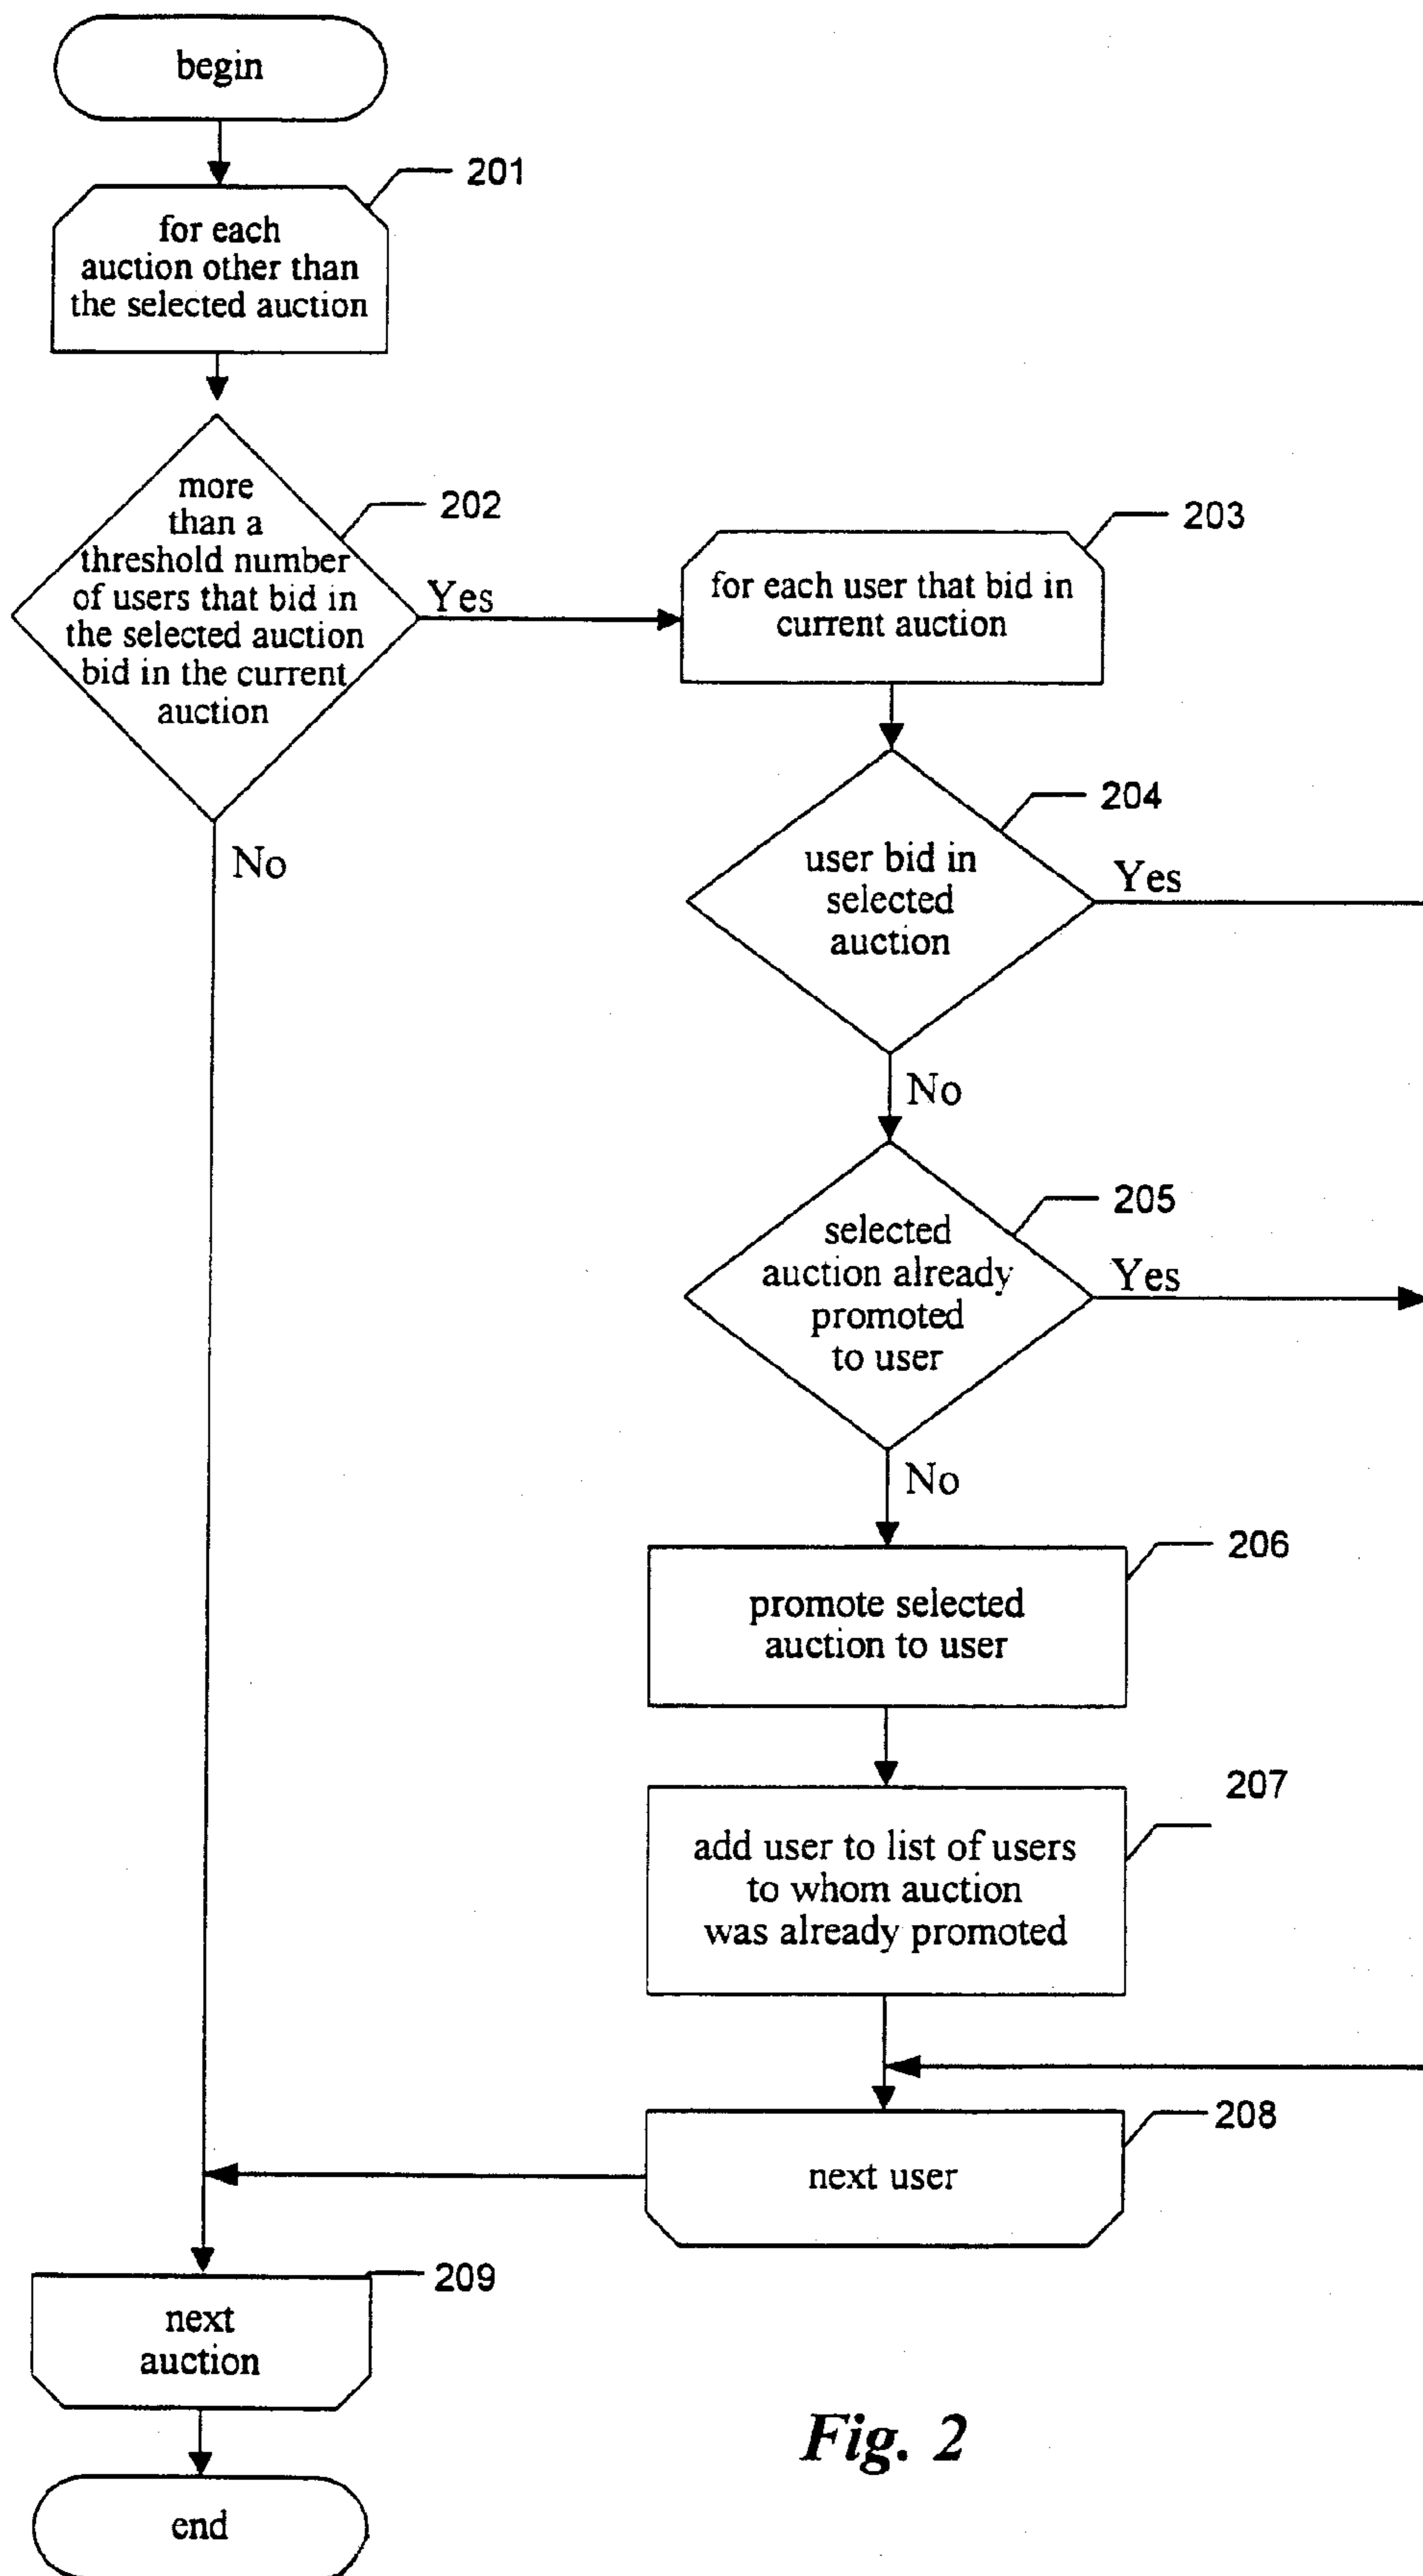 begin
201
for each
auction other than
the selected auction
more
than a
threshold number
of users that bid in
the selected auction
bid in the current
auction
202
Yes
No
203
for each user that bid in
current auction
204
user bid in
selected
auction
Yes
No
205
selected
auction already
promoted
to user
Yes
No
206
promote selected
auction to user
207
add user to list of users
to whom auction
was already promoted
208
next user
209
next
auction
end
Fig. 2